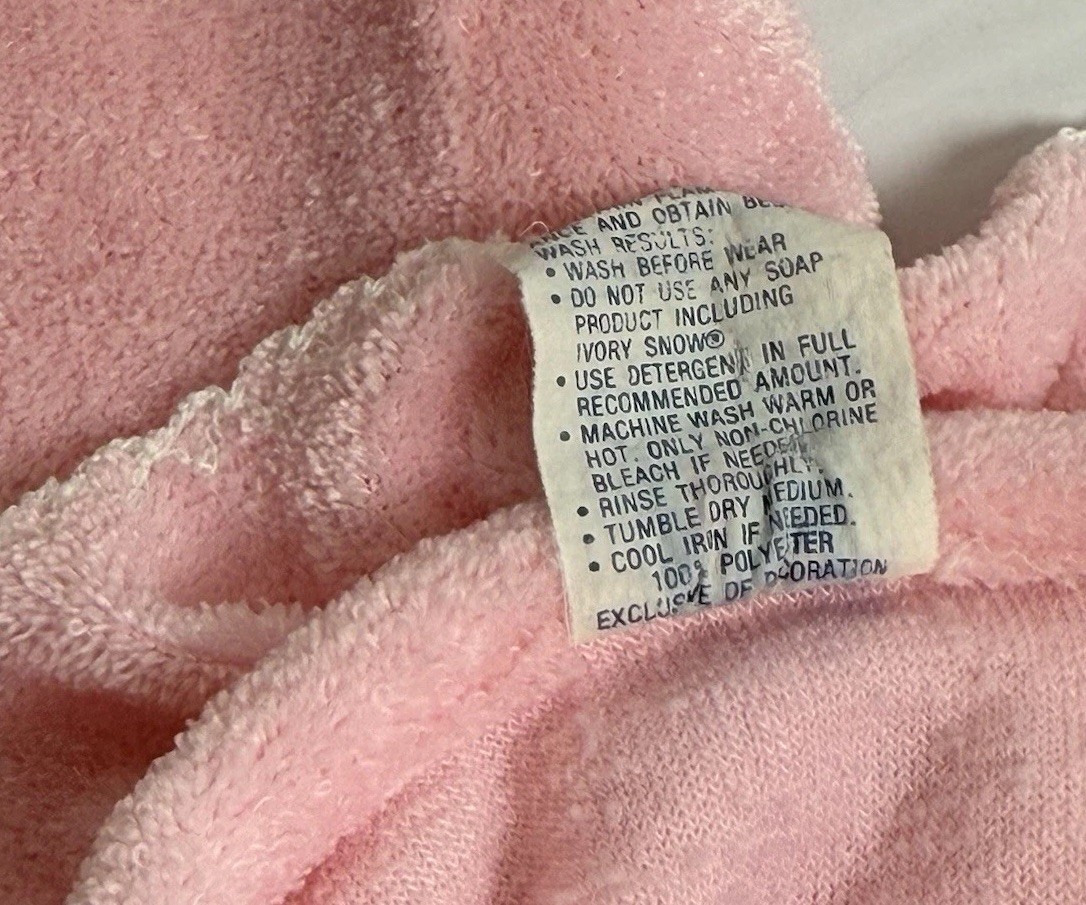 AND OBTAIN
WASH RESULTS:
• WASH BEFORE WEAR
• DO NOT USE ANY SOAP
PRODUCT INCLUDING
IVORY SNOW®
• USE DETERGENT IN FULL
RECOMMENDED AMOUNT.
• MACHINE WASH WARM OR
HOT. ONLY NON-CHLORINE
BLEACH IF NEEDED.
• RINSE THOROUGHLY.
• TUMBLE DRY MEDIUM.
• COOL IRON IF NEEDED.
100% POLYESTER
EXCLUSIVE OF DECORATION